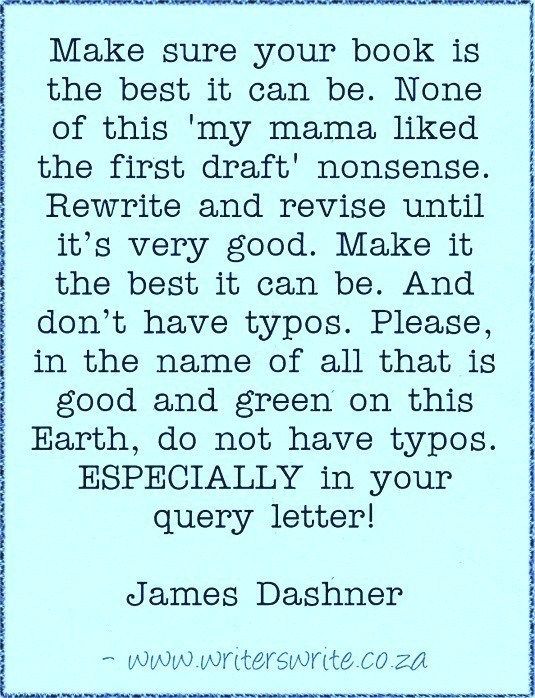 Make sure your book is
the best it can be. None
of this 'my mama liked
the first draft' nonsense.
Rewrite and revise until
it’s very good. Make it
the best it can be. And
don’t have typos. Please,
in the name of all that is
good and green on this
Earth, do not have typos.
ESPECIALLY in your
query letter!
James Dashner
- www.writerswrite.co.za